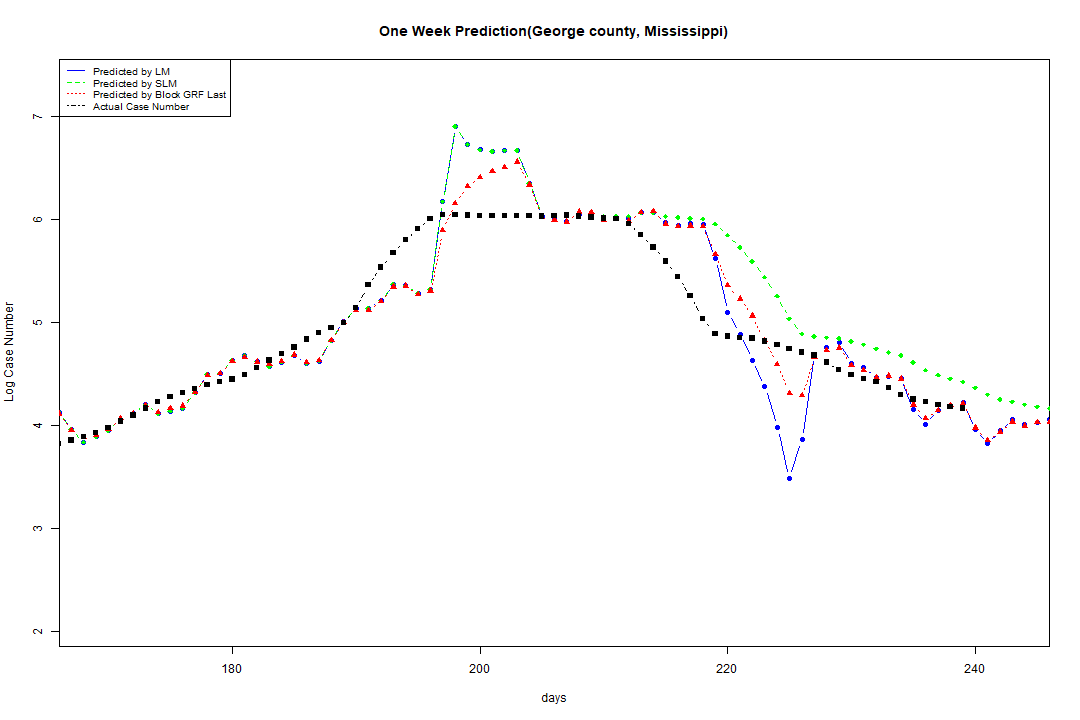 One Week Prediction(George county, Mississippi)
Predicted by LM
Predicted by SLM
Predicted by Block GRF Last
Actual Case Number
7
6
5
4
3
2
Log Case Number
180 200 220 240
days